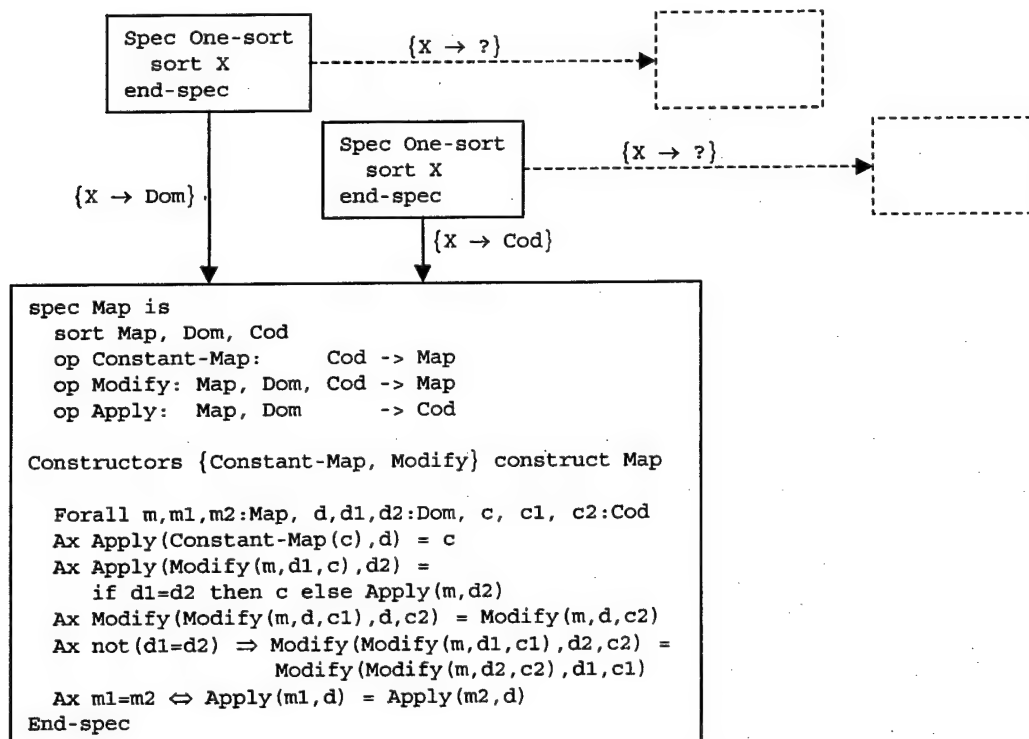 Spec One-sort
sort X
end-spec
{X → ?}
Spec One-sort
sort X
end-spec
{X → ?}
{X → Dom}
{X → Cod}
spec Map is
sort Map, Dom, Cod
op Constant-Map: Cod -> Map
op Modify: Map, Dom, Cod -> Map
op Apply: Map, Dom -> Cod
Constructors {Constant-Map, Modify} construct Map
Forall m,m1,m2:Map, d,d1,d2:Dom, c, c1, c2:Cod
Ax Apply(Constant-Map(c),d) = c
Ax Apply(Modify(m,d1,c),d2) =
if d1=d2 then c else Apply(m,d2)
Ax Modify(Modify(m,d,c1),d,c2) = Modify(m,d,c2)
Ax not(d1=d2) ⇒ Modify(Modify(m,d1,c1),d2,c2) =
Modify(Modify(m,d2,c2),d1,c1)
Ax m1=m2 ⇔ Apply(m1,d) = Apply(m2,d)
End-spec